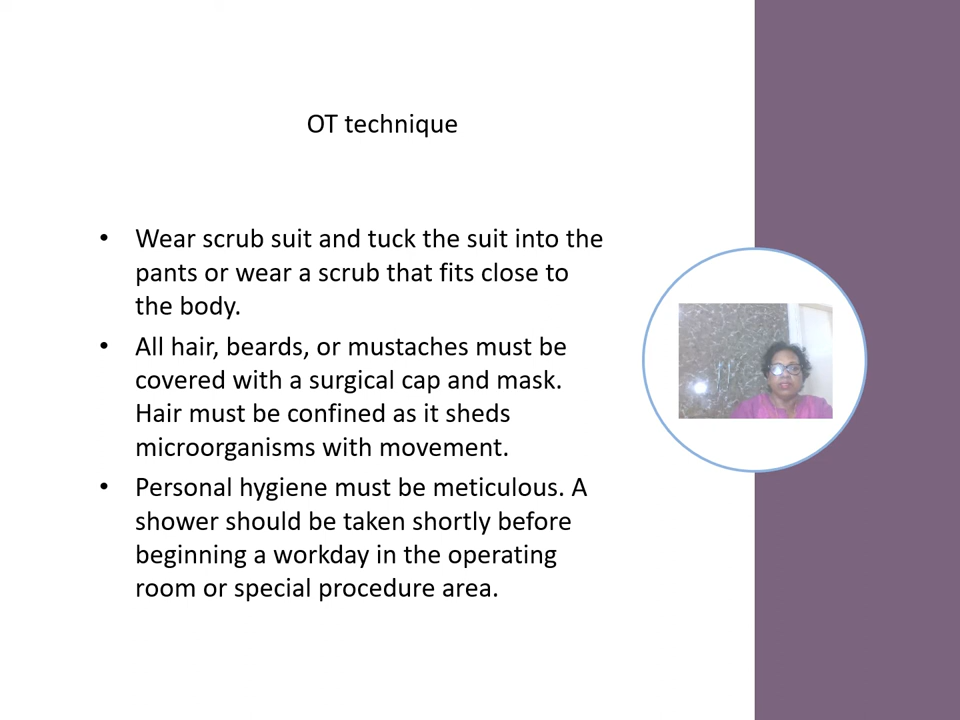 OT technique
• Wear scrub suit and tuck the suit into the
pants or wear a scrub that fits close to
the body.
• All hair, beards, or mustaches must be
covered with a surgical cap and mask.
Hair must be confined as it sheds
microorganisms with movement.
• Personal hygiene must be meticulous. A
shower should be taken shortly before
beginning a workday in the operating
room or special procedure area.